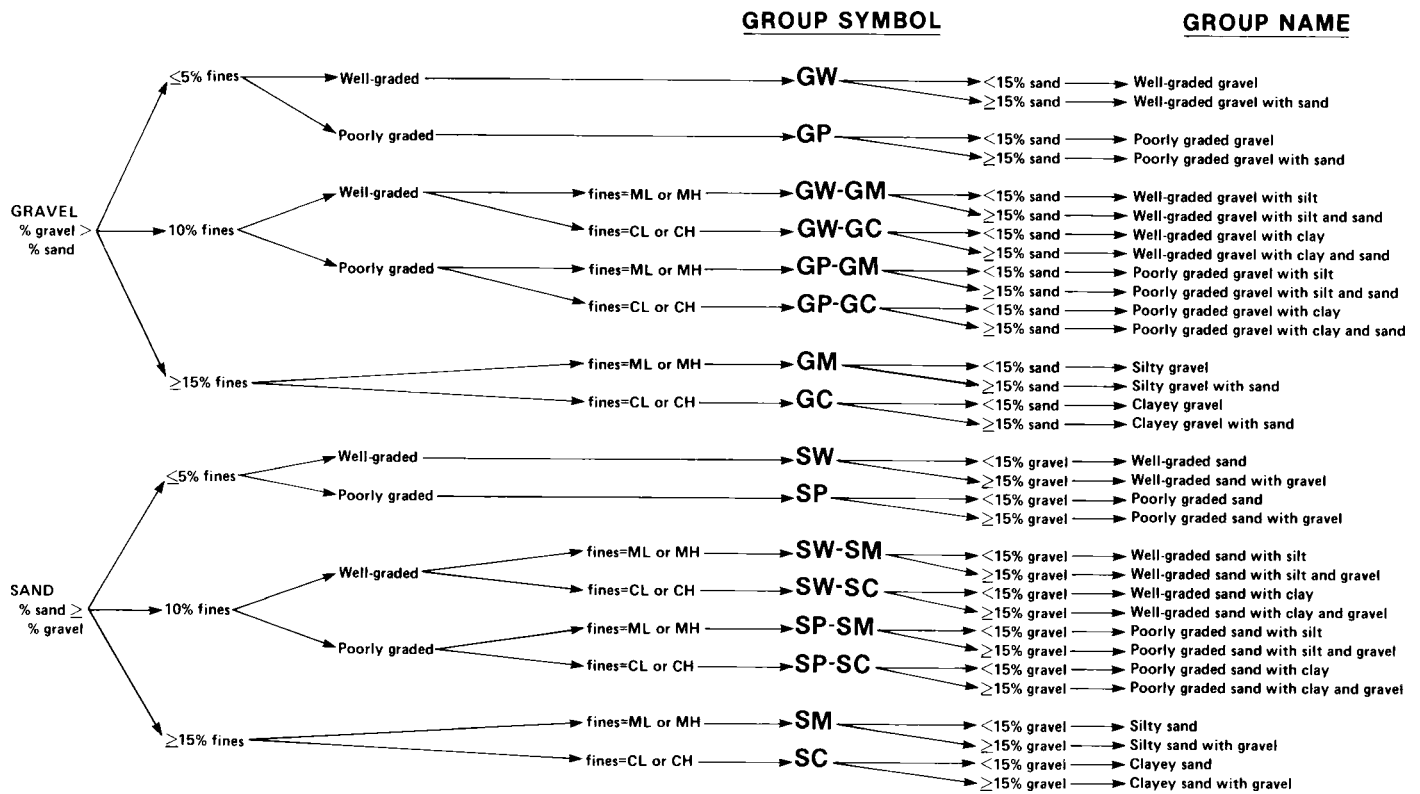 GROUP SYMBOL GROUP NAME
≤5% fines Well-graded GW <15% sand Well-graded gravel
≥15% sand Well-graded gravel with sand
Poorly graded GP <15% sand Poorly graded gravel
≥15% sand Poorly graded gravel with sand
GRAVEL
% gravel >
% sand
10% fines Well-graded fines=ML or MH GW-GM <15% sand Well-graded gravel with silt
≥15% sand Well-graded gravel with silt and sand
fines=CL or CH GW-GC <15% sand Well-graded gravel with clay
≥15% sand Well-graded gravel with clay and sand
Poorly graded fines=ML or MH GP-GM <15% sand Poorly graded gravel with silt
≥15% sand Poorly graded gravel with silt and sand
fines=CL or CH GP-GC <15% sand Poorly graded gravel with clay
≥15% sand Poorly graded gravel with clay and sand
≥15% fines fines=ML or MH GM <15% sand Silty gravel
≥15% sand Silty gravel with sand
fines=CL or CH GC <15% sand Clayey gravel
≥15% sand Clayey gravel with sand
≤5% fines Well-graded SW <15% gravel Well-graded sand
≥15% gravel Well-graded sand with gravel
Poorly graded SP <15% gravel Poorly graded sand
≥15% gravel Poorly graded sand with gravel
SAND
% sand ≥
% gravel
10% fines Well-graded fines=ML or MH SW-SM <15% gravel Well-graded sand with silt
≥15% gravel Well-graded sand with silt and gravel
fines=CL or CH SW-SC <15% gravel Well-graded sand with clay
≥15% gravel Well-graded sand with clay and gravel
Poorly graded fines=ML or MH SP-SM <15% gravel Poorly graded sand with silt
≥15% gravel Poorly graded sand with silt and gravel
fines=CL or CH SP-SC <15% gravel Poorly graded sand with clay
≥15% gravel Poorly graded sand with clay and gravel
≥15% fines fines=ML or MH SM <15% gravel Silty sand
≥15% gravel Silty sand with gravel
fines=CL or CH SC <15% gravel Clayey sand
≥15% gravel Clayey sand with gravel